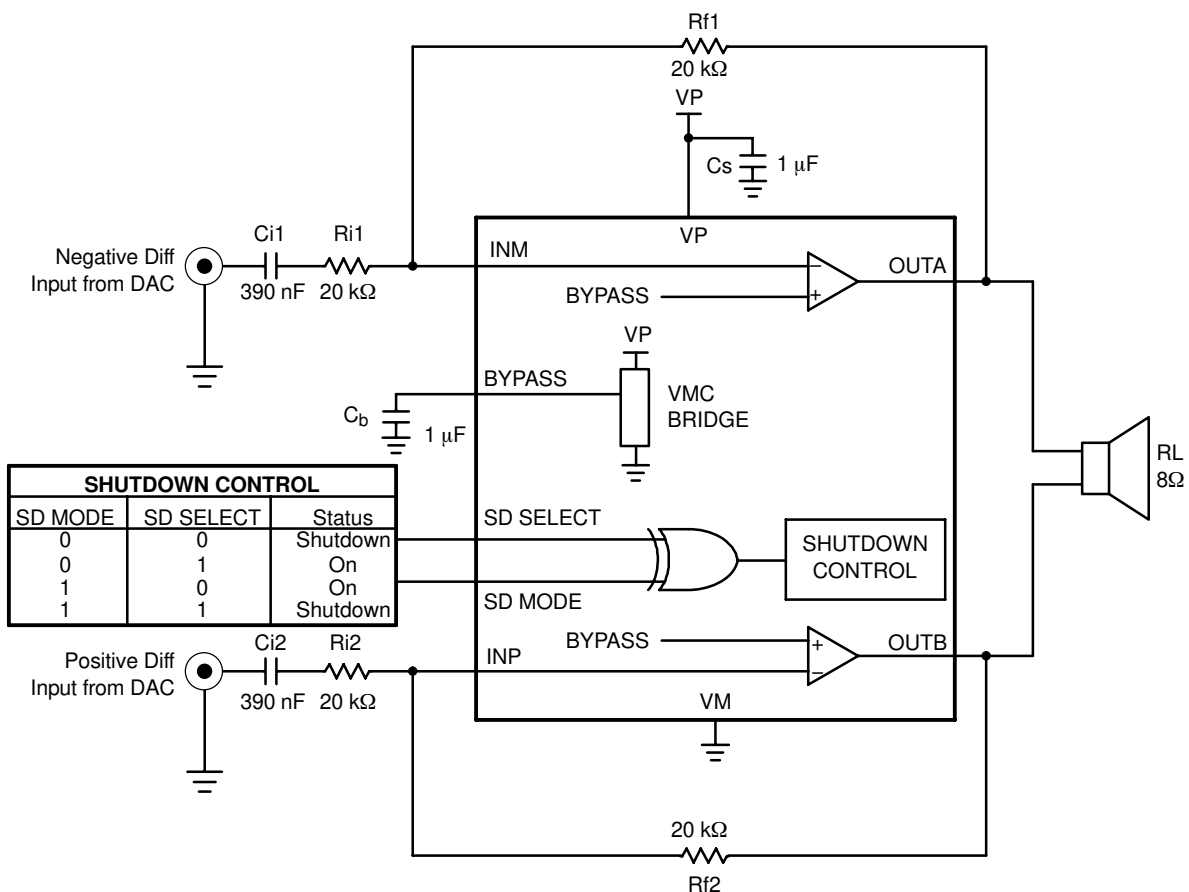 Rf1
20 kΩ
VP
Cs
1 μF
VP
Negative Diff
Input from DAC
Ci1
390 nF
Ri1
20 kΩ
INM
BYPASS
OUTA
VP
BYPASS
VMC
BRIDGE
Cb
1 μF
RL
8Ω
SHUTDOWN CONTROL
SD MODE SD SELECT Status
0 0 Shutdown
0 1 On
1 0 On
1 1 Shutdown
SD SELECT
SD MODE
SHUTDOWN
CONTROL
Positive Diff
Input from DAC
Ci2
390 nF
Ri2
20 kΩ
INP
BYPASS
OUTB
VM
20 kΩ
Rf2